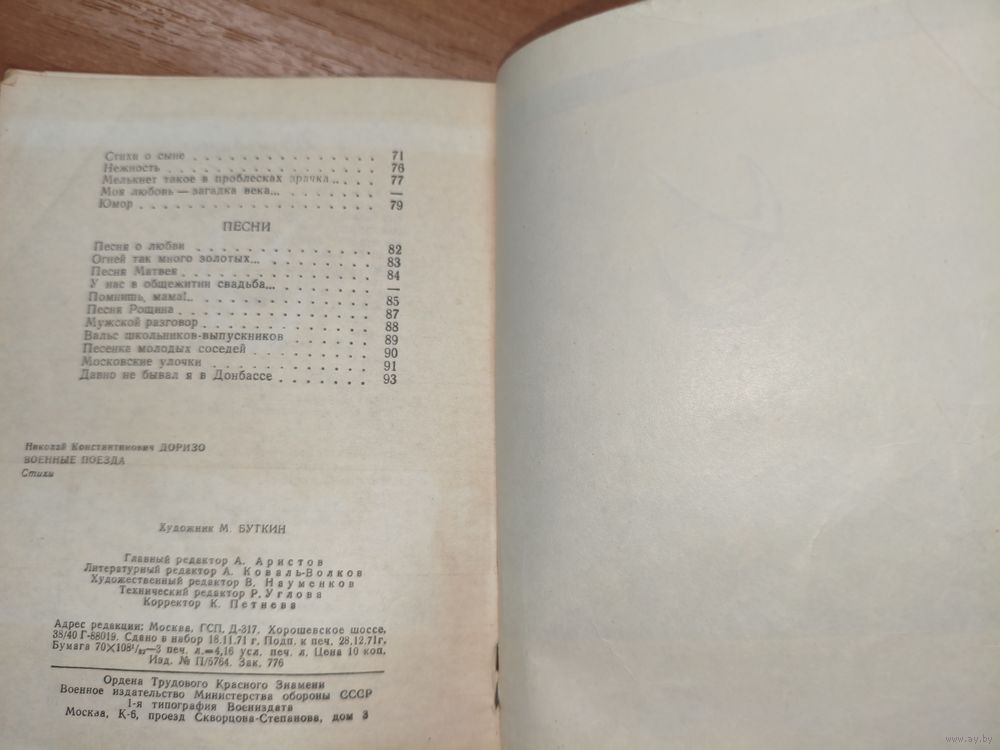 Стихи о сыне . . . . . . . . . . . . . . . 71
Нежность . . . . . . . . . . . . . . . . . 76
Мелькнет такое в проблесках зрачка . . . . 77
Моя любовь — загадка века... . . . . . . . —
Юмор . . . . . . . . . . . . . . . . . . . 79
ПЕСНИ
Песня о любви . . . . . . . . . . . . . . 82
Огней так много золотых... . . . . . . . . 83
Песня Матвея . . . . . . . . . . . . . . . 84
У нас в общежитии свадьба... . . . . . . . —
Помнишь, мама!.. . . . . . . . . . . . . . 85
Песня Рощина . . . . . . . . . . . . . . . 87
Мужской разговор . . . . . . . . . . . . . 88
Вальс школьников-выпускников . . . . . . . 89
Песенка молодых соседей . . . . . . . . . 90
Московские улочки . . . . . . . . . . . . 91
Давно не бывал я в Донбассе . . . . . . . 93
Николай Константинович ДОРИЗО
ВОЕННЫЕ ПОЕЗДА
Стихи
Художник М. БУТКИН
Главный редактор А. Аристов
Литературный редактор А. Коваль-Волков
Художественный редактор В. Науменков
Технический редактор Р. Углова
Корректор К. Петнева
Адрес редакции: Москва, ГСП, Д-317, Хорошевское шоссе,
38/40 Г-88019. Сдано в набор 18.11.71 г. Подп. к печ. 28.12.71г.
Бумага 70×108¹/₃₂—3 печ. л.=4,16 усл. печ. л. Цена 10 коп.
Изд. № П/5764. Зак. 776
Ордена Трудового Красного Знамени
Военное издательство Министерства обороны СССР
1-я типография Воениздата
Москва, К-6, проезд Скворцова-Степанова, дом 3
www.ay.by